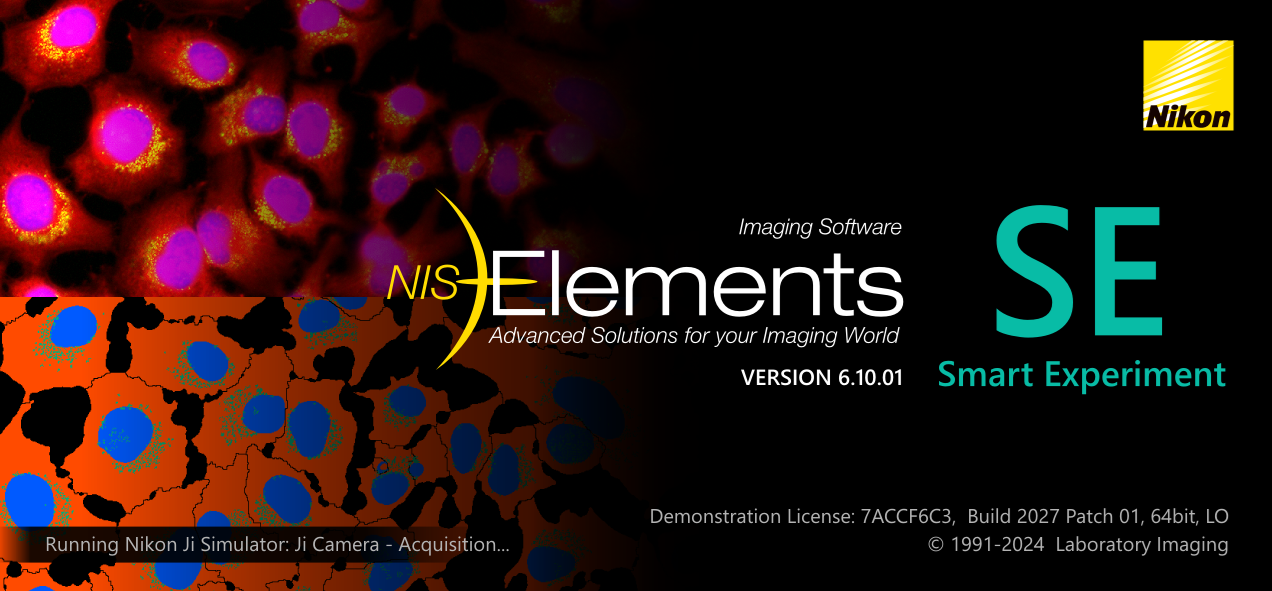 Nikon
Imaging Software
NIS
Elements
Advanced Solutions for your Imaging World
VERSION 6.10.01
SE
Smart Experiment
Demonstration License: 7ACCF6C3,  Build 2027 Patch 01, 64bit, LO
Running Nikon Ji Simulator: Ji Camera - Acquisition...
© 1991-2024  Laboratory Imaging